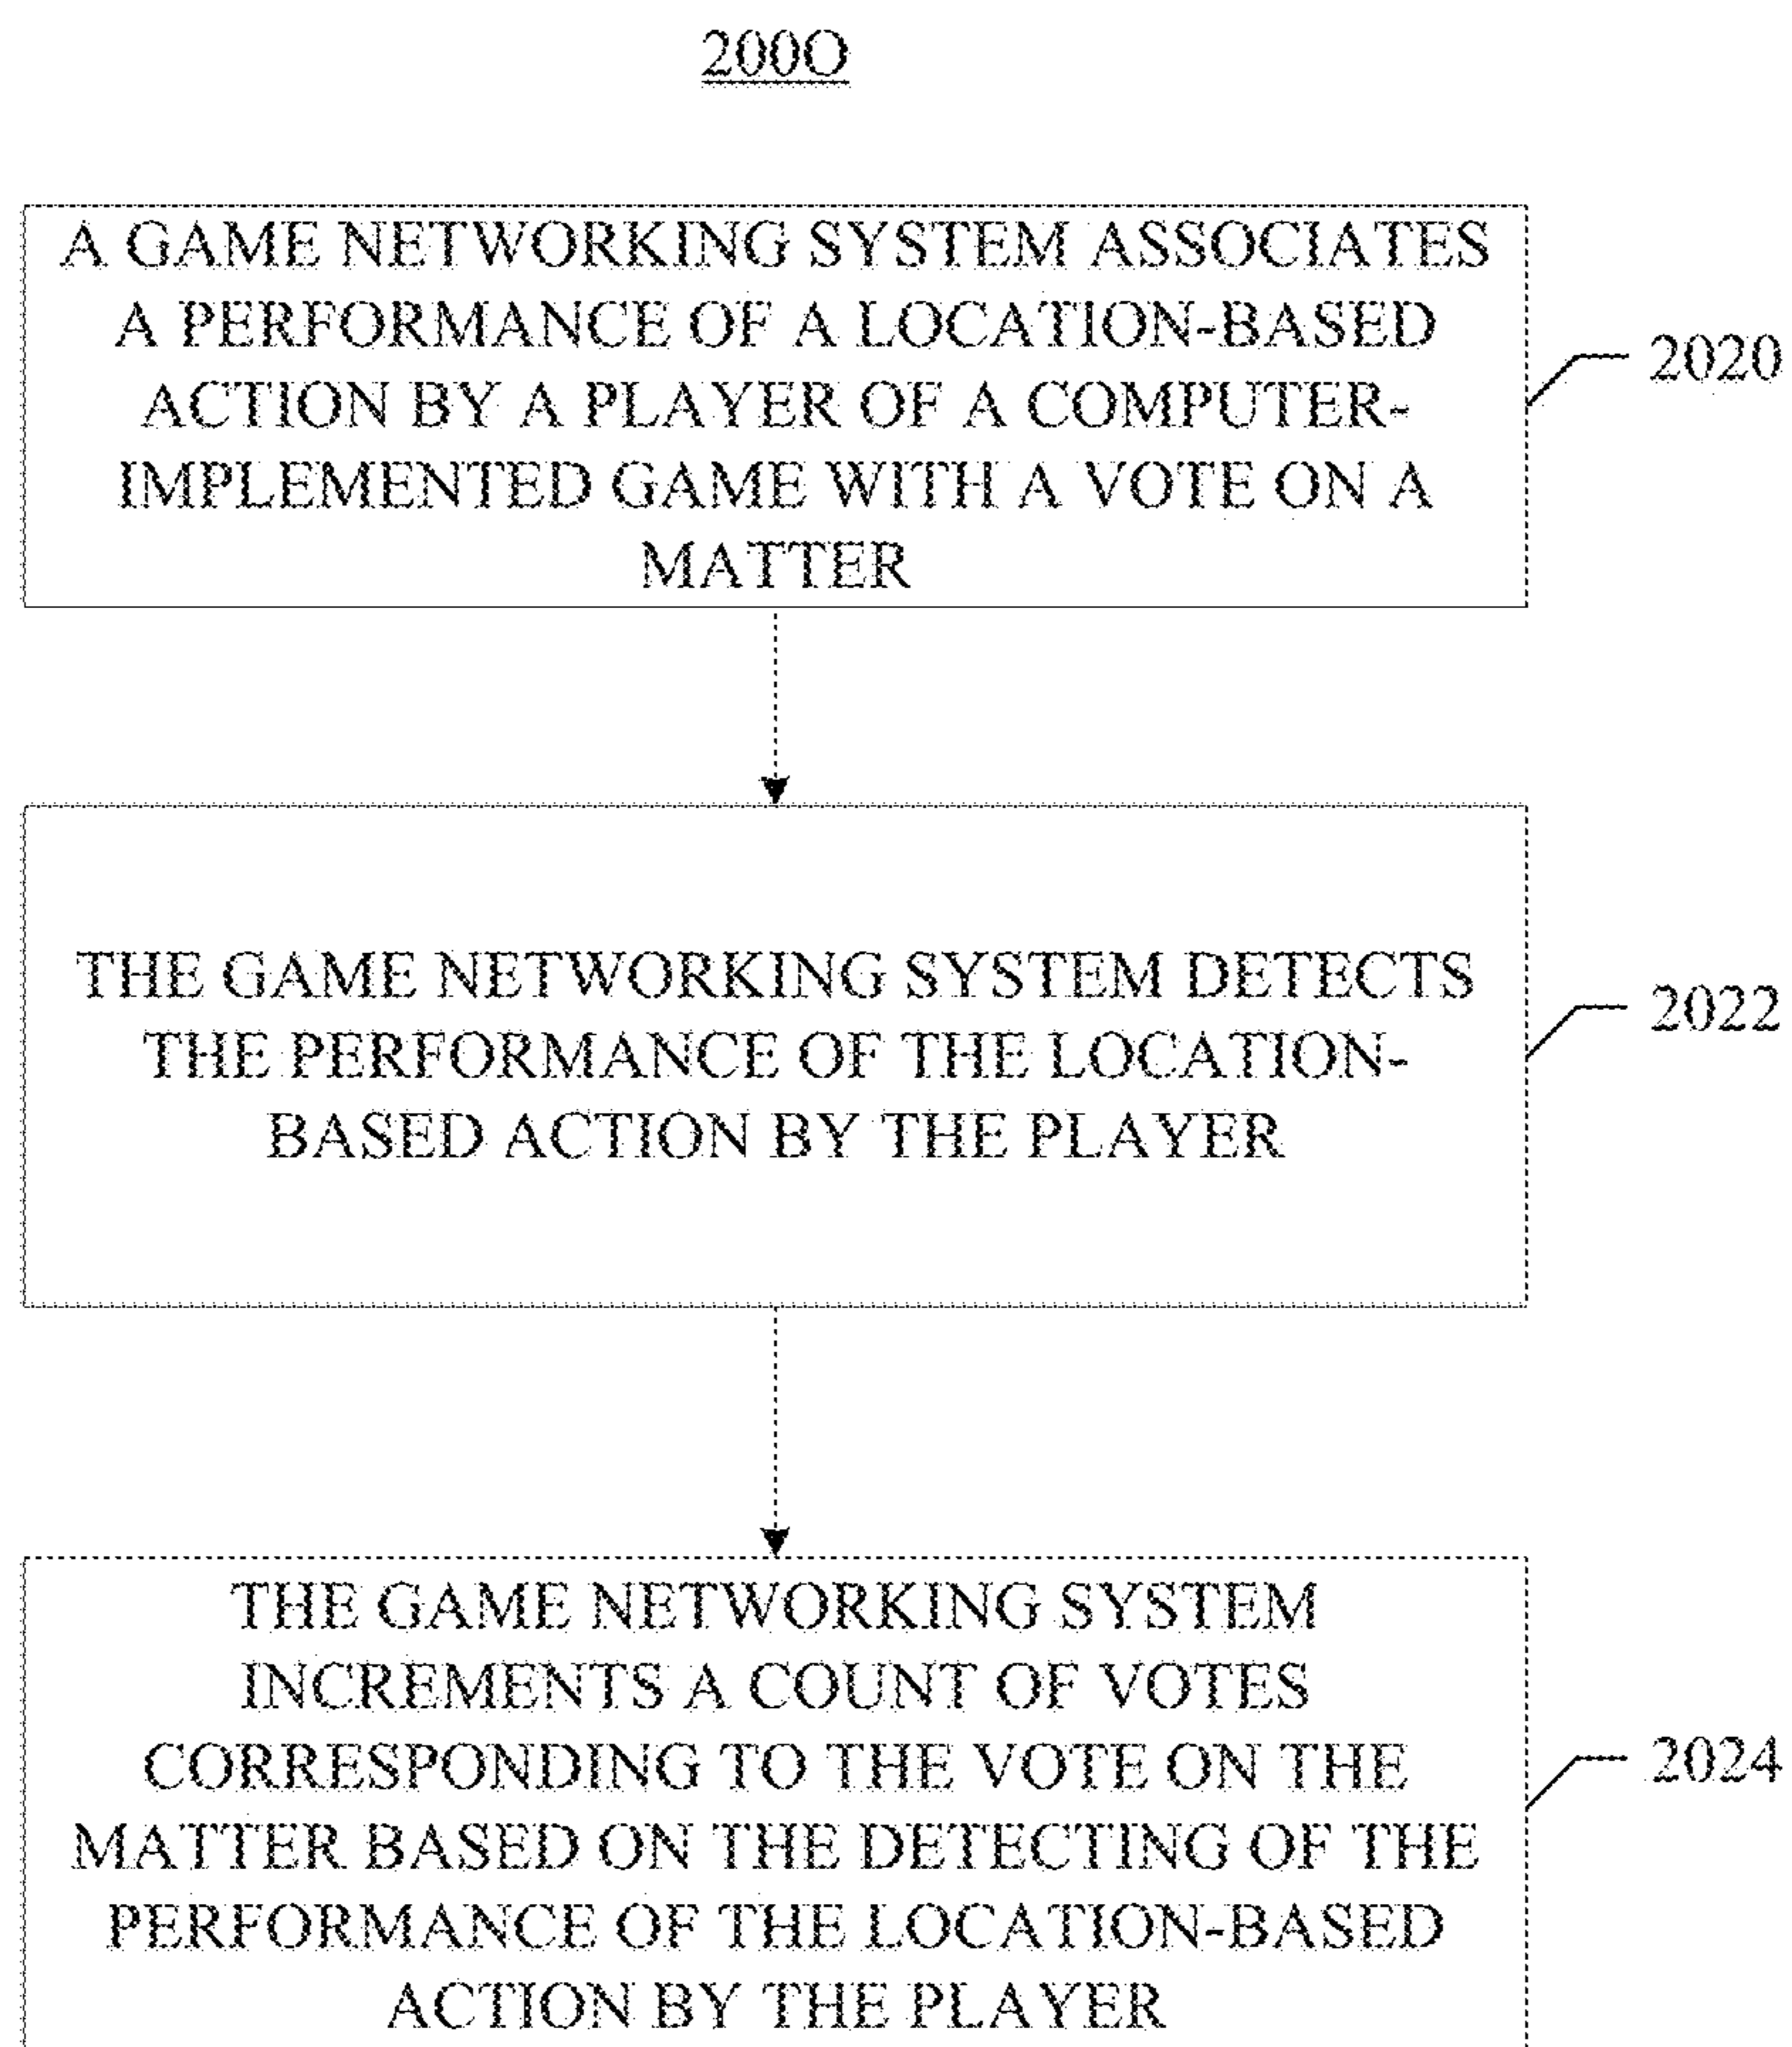 200O
A GAME NETWORKING SYSTEM ASSOCIATES
A PERFORMANCE OF A LOCATION-BASED
ACTION BY A PLAYER OF A COMPUTER-
IMPLEMENTED GAME WITH A VOTE ON A
MATTER
2020
THE GAME NETWORKING SYSTEM DETECTS
THE PERFORMANCE OF THE LOCATION-
BASED ACTION BY THE PLAYER
2022
THE GAME NETWORKING SYSTEM
INCREMENTS A COUNT OF VOTES
CORRESPONDING TO THE VOTE ON THE
MATTER BASED ON THE DETECTING OF THE
PERFORMANCE OF THE LOCATION-BASED
ACTION BY THE PLAYER
2024